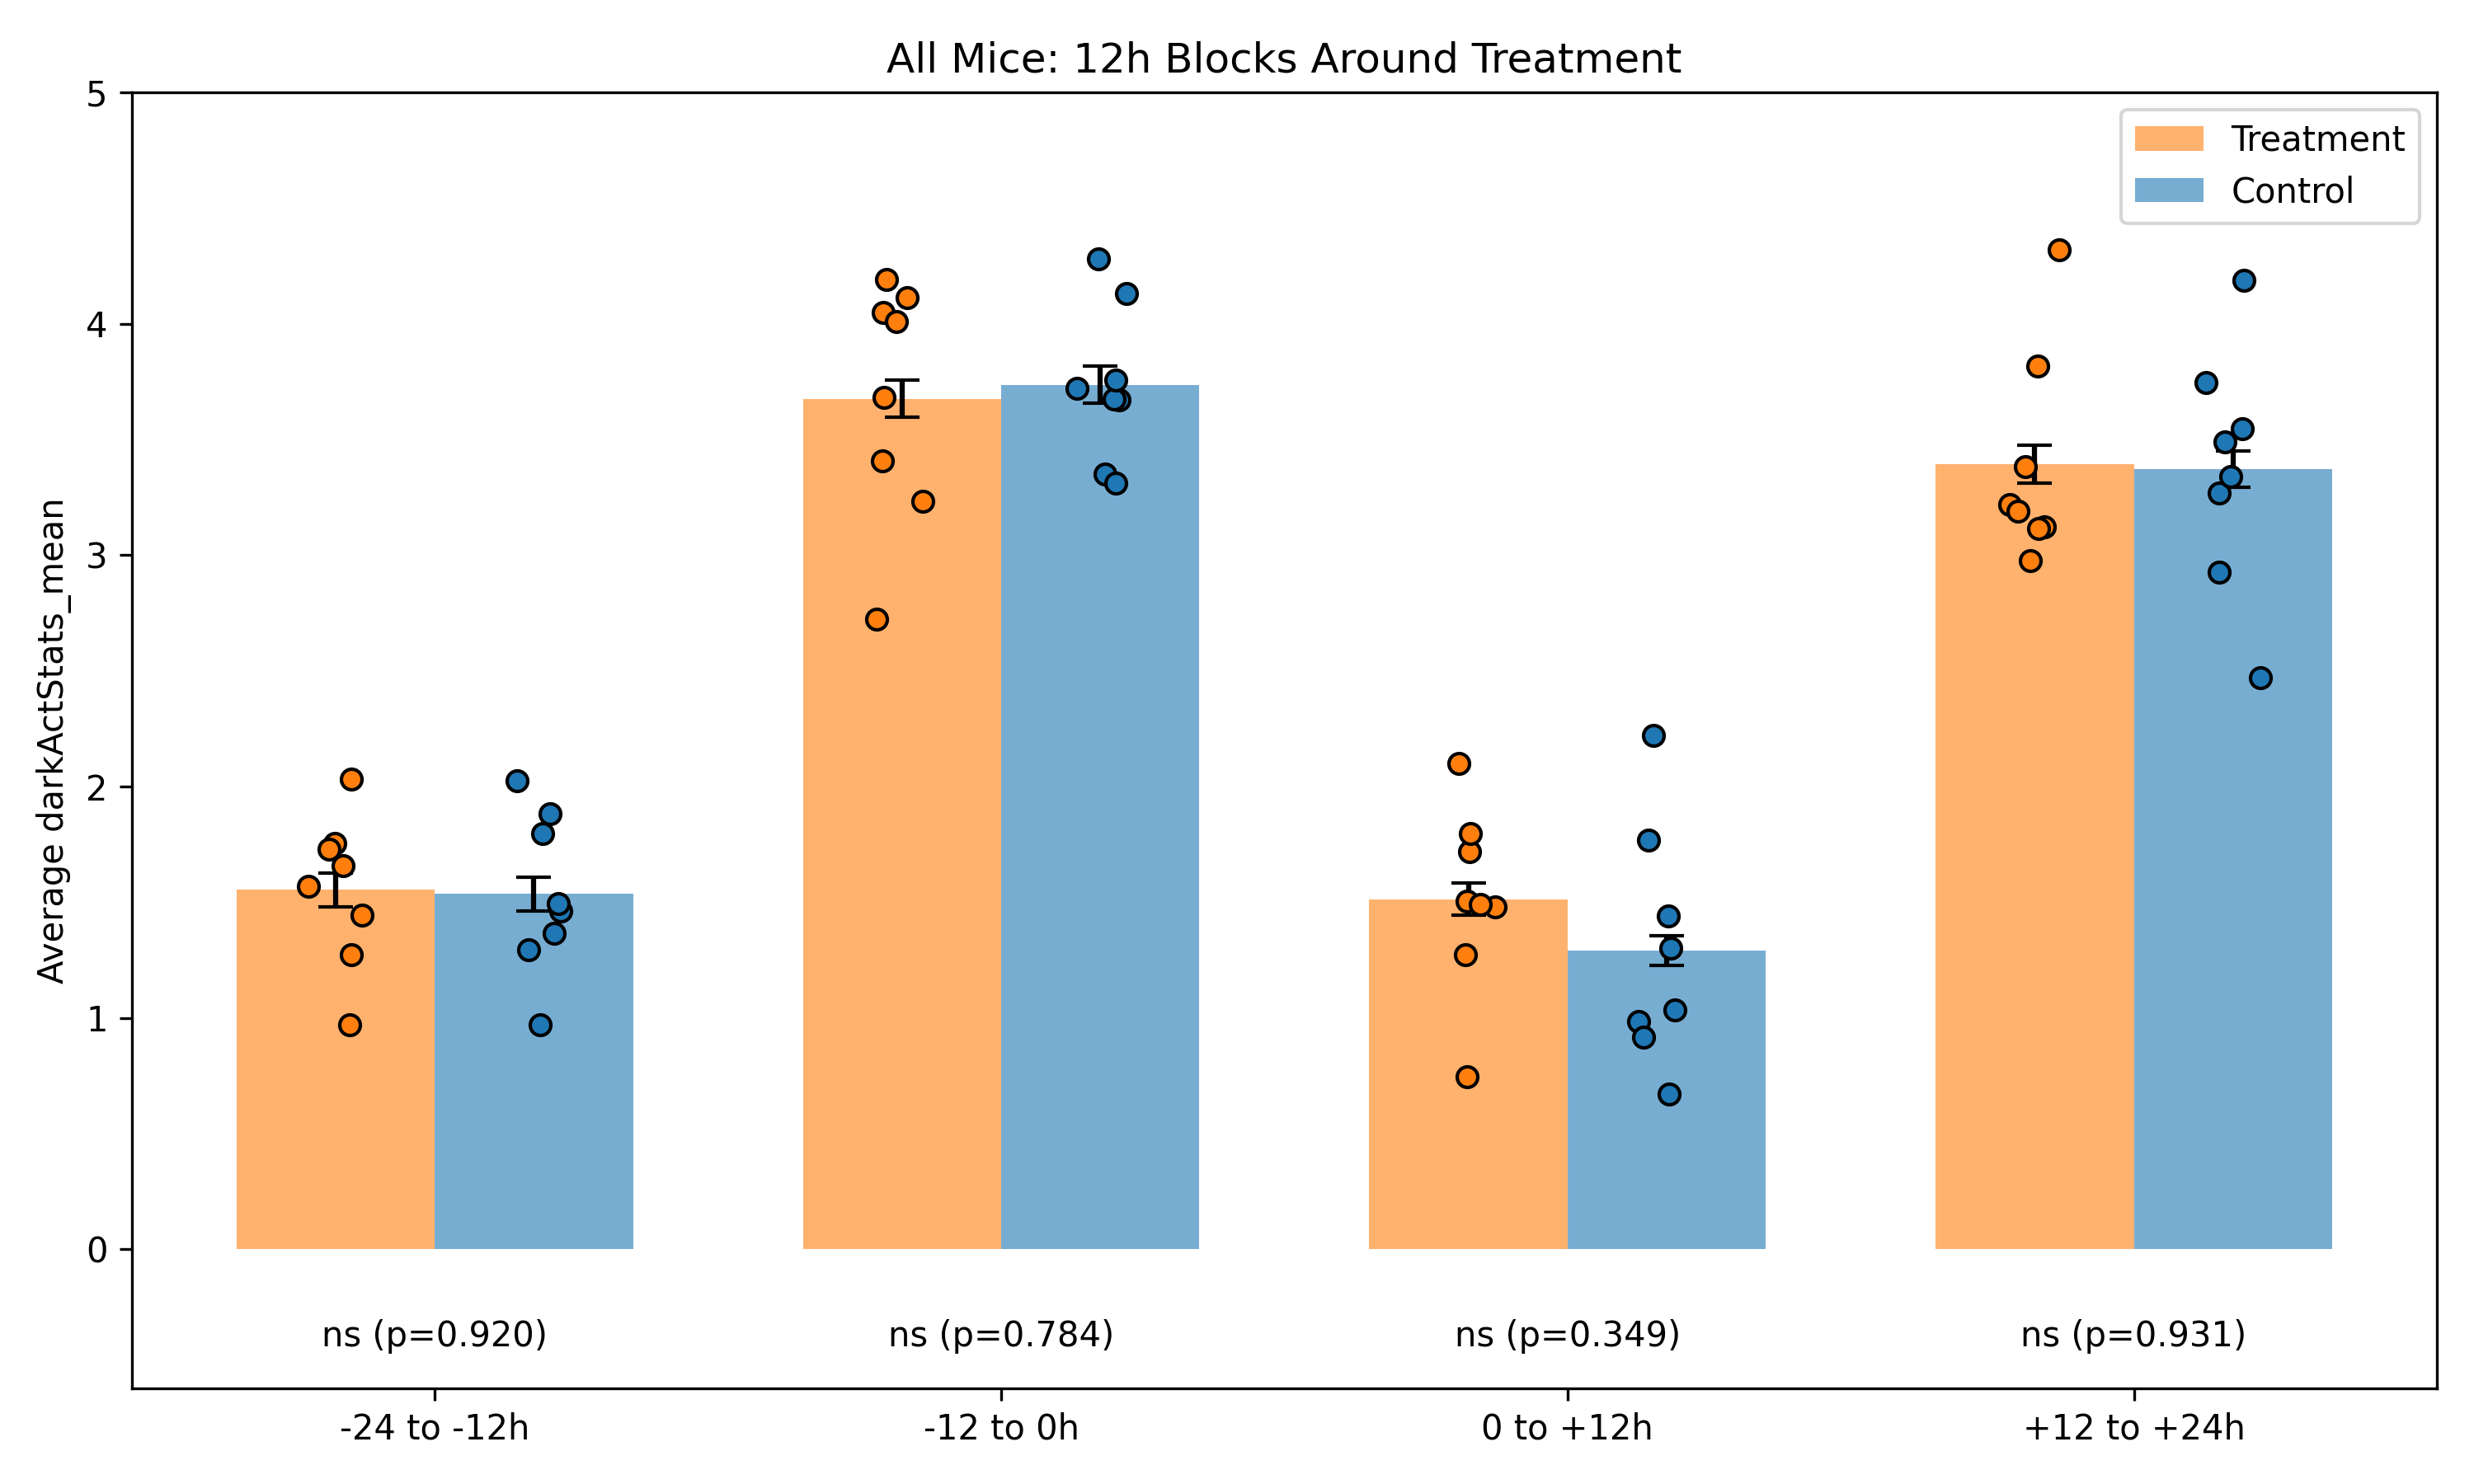 All Mice: 12h Blocks Around Treatment
Treatment
Control
Average darkActStats_mean
5
4
3
2
1
0
ns (p=0.920)
ns (p=0.784)
ns (p=0.349)
ns (p=0.931)
-24 to -12h
-12 to 0h
0 to +12h
+12 to +24h